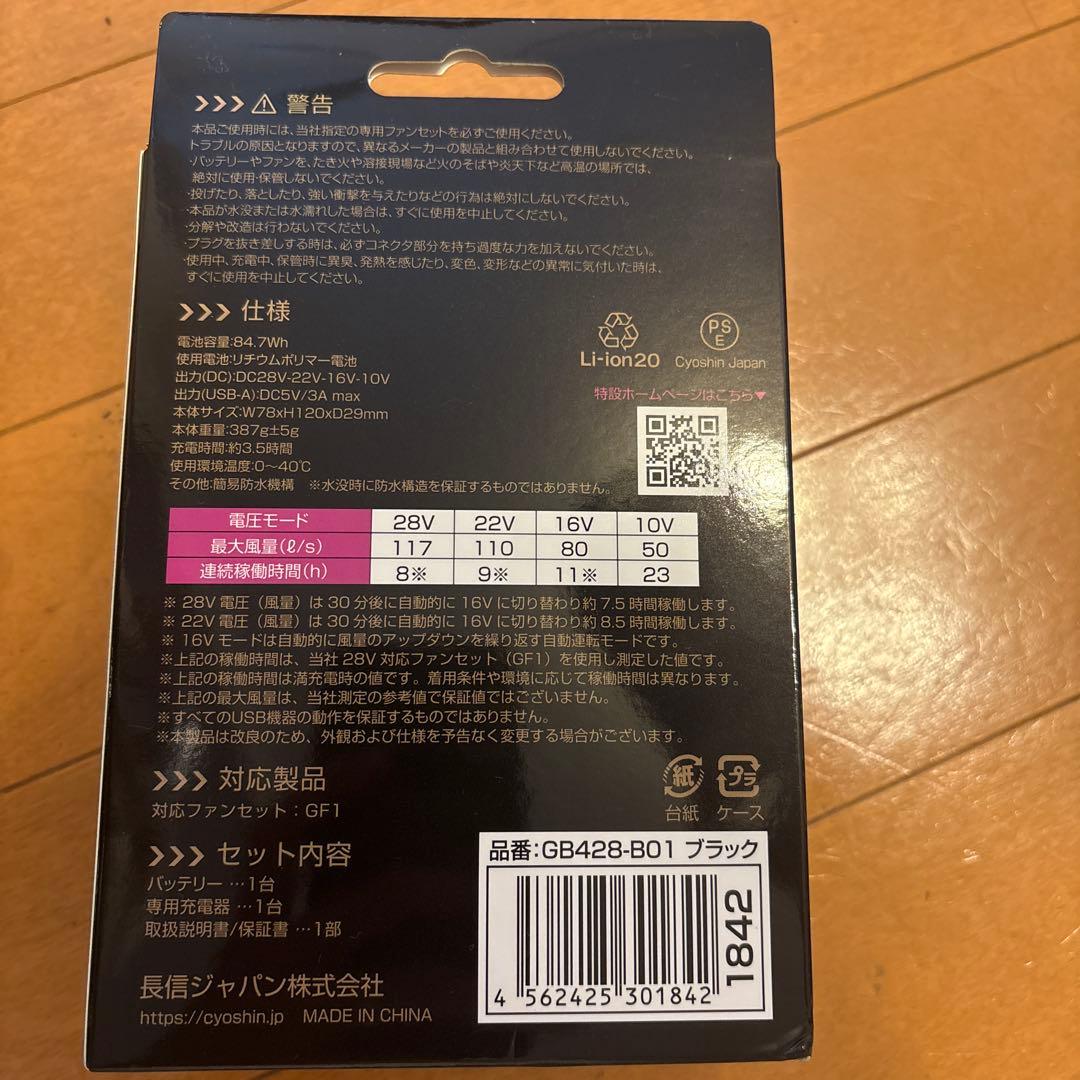 >>> ⚠ 警告
本品ご使用時には、当社指定の専用ファンセットを必ずご使用ください。
トラブルの原因となりますので、異なるメーカーの製品と組み合わせて使用しないでください。
・バッテリーやファンを、たき火や溶接現場など火のそばや炎天下など高温の場所では、
絶対に使用・保管しないでください。
・投げたり、落としたり、強い衝撃を与えたりなどの行為は絶対にしないでください。
・本品が水没または水濡れした場合は、すぐに使用を中止してください。
・分解や改造は行わないでください。
・プラグを抜き差しする時は、必ずコネクタ部分を持ち過度な力を加えないでください。
・使用中、充電中、保管時に異臭、発熱を感じたり、変色、変形などの異常に気付いた時は、
すぐに使用を中止してください。
>>> 仕様
電池容量:84.7Wh
使用電池:リチウムポリマー電池
出力(DC):DC28V-22V-16V-10V
出力(USB-A):DC5V/3A max
本体サイズ:W78xH120xD29mm
本体重量:387g±5g
充電時間:約3.5時間
使用環境温度:0～40℃
その他:簡易防水機構 ※水没時に防水構造を保証するものではありません。
Li-ion20
PS
E
Cyoshin Japan
特設ホームページはこちら▼
電圧モード 28V 22V 16V 10V
最大風量(ℓ/s) 117 110 80 50
連続稼働時間(h) 8※ 9※ 11※ 23
※ 28V 電圧（風量）は 30 分後に自動的に 16V に切り替わり約 7.5 時間稼働します。
※ 22V 電圧（風量）は 30 分後に自動的に 16V に切り替わり約 8.5 時間稼働します。
※ 16V モードは自動的に風量のアップダウンを繰り返す自動運転モードです。
※上記の稼働時間は、当社 28V 対応ファンセット（GF1）を使用し測定した値です。
※上記の稼働時間は満充電時の値です。着用条件や環境に応じて稼働時間は異なります。
※上記の最大風量は、当社測定の参考値で保証値ではございません。
※すべてのUSB機器の動作を保証するものではありません。
※本製品は改良のため、外観および仕様を予告なく変更する場合がございます。
>>> 対応製品
対応ファンセット：GF1
紙
台紙
プラ
ケース
>>> セット内容
バッテリー …1台
専用充電器 …1台
取扱説明書/保証書 …1部
品番:GB428-B01 ブラック
4 562425 301842
1842
長信ジャパン株式会社
https://cyoshin.jp MADE IN CHINA